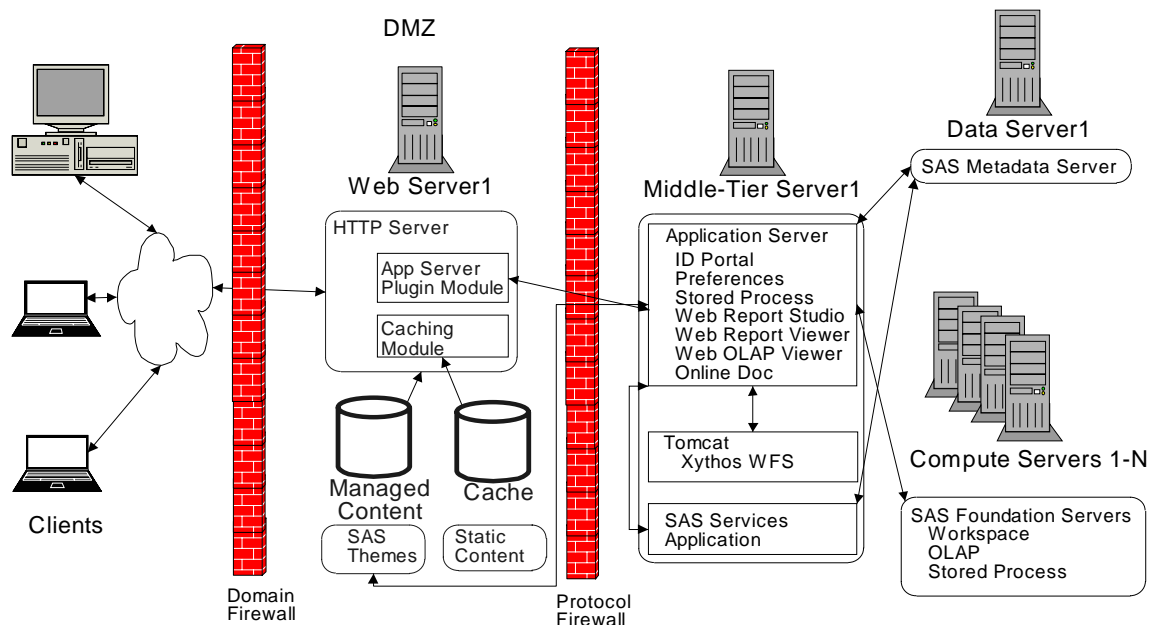 DMZ
Clients
Domain
Firewall
Web Server1
HTTP Server
App Server
Plugin Module
Caching
Module
Managed
Content
Cache
SAS
Themes
Static
Content
Protocol
Firewall
Middle-Tier Server1
Application Server
ID Portal
Preferences
Stored Process
Web Report Studio
Web Report Viewer
Web OLAP Viewer
Online Doc
Tomcat
Xythos WFS
SAS Services
Application
Data Server1
SAS Metadata Server
Compute Servers 1-N
SAS Foundation Servers
Workspace
OLAP
Stored Process